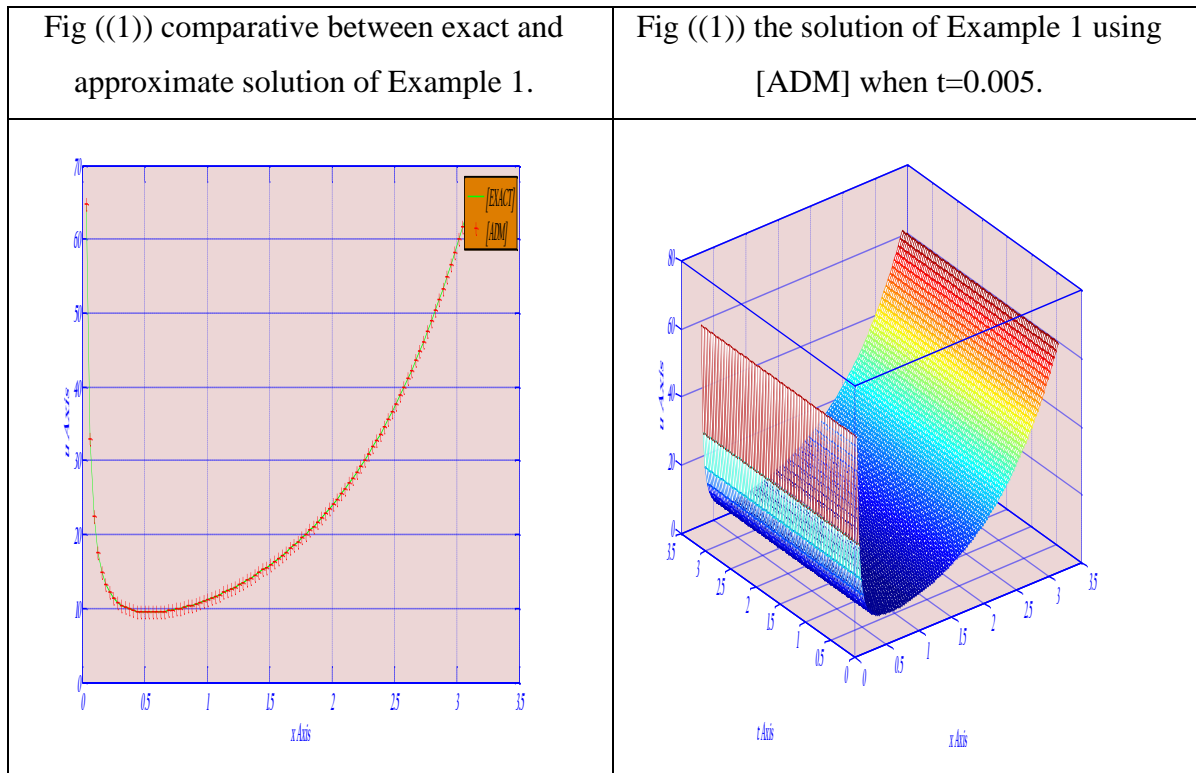 Fig ((1)) comparative between exact and
approximate solution of Example 1.
Fig ((1)) the solution of Example 1 using
[ADM] when t=0.005.
70
60
50
40
30
20
10
0
u Axis
[EXACT]
[ADM]
0 0.5 1 1.5 2 2.5 3 3.5
x Axis
80
60
40
20
0
u Axis
3.5
3
2.5
2
1.5
1
0.5
0
t Axis
0
0.5
1
1.5
2
2.5
3
3.5
x Axis